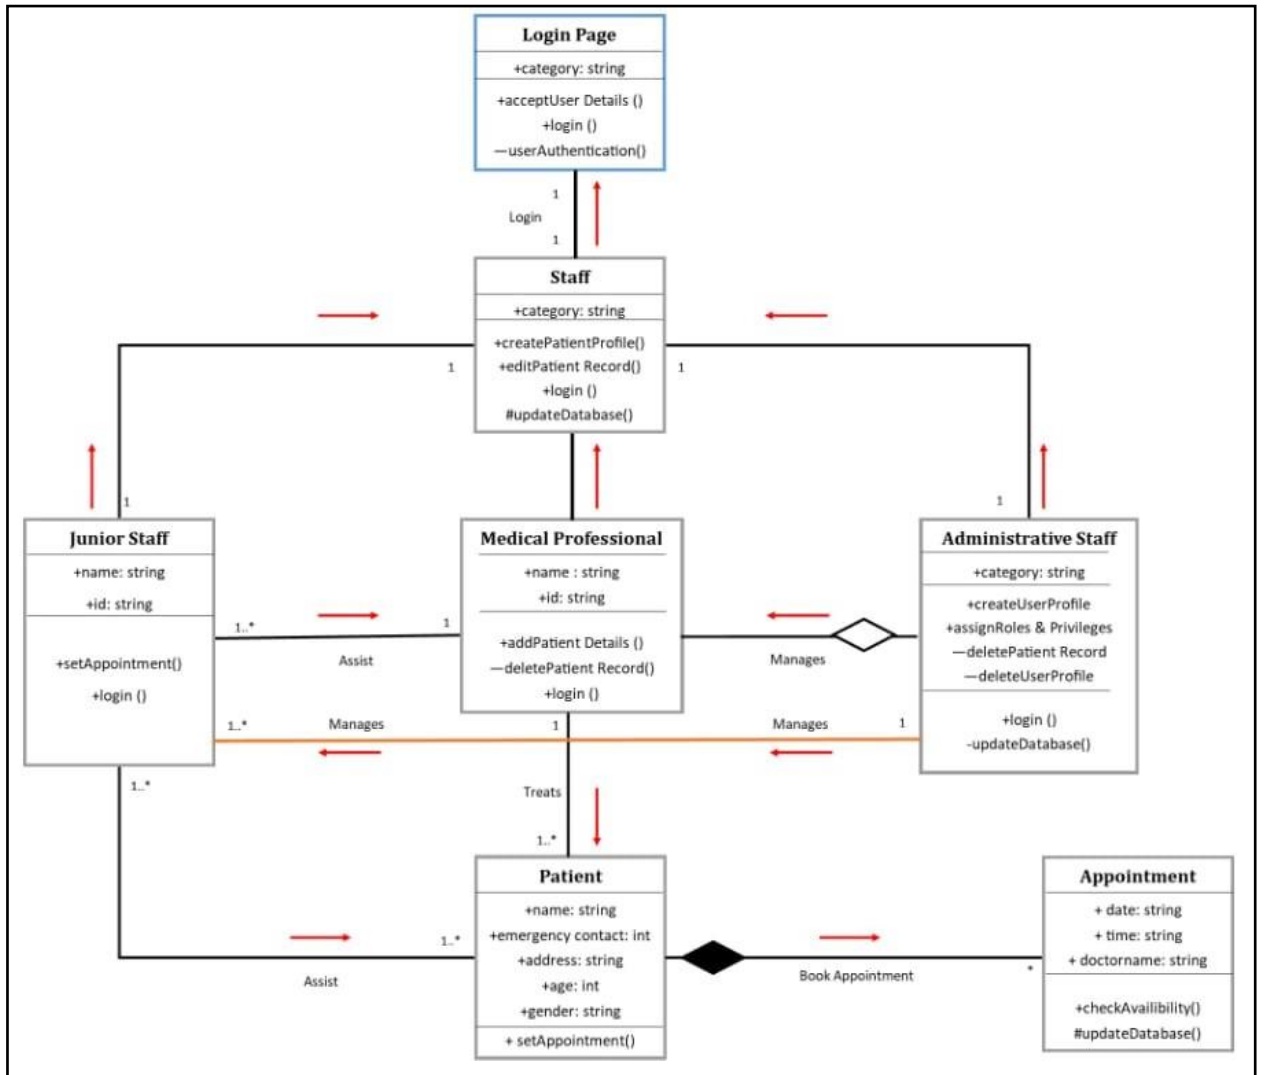 Login Page
+category: string
+acceptUser Details ()
+login ()
—userAuthentication()
1
Login
1
Staff
+category: string
+createPatientProfile()
+editPatient Record()
+login ()
#updateDatabase()
1
1
1
1
Junior Staff
+name: string
+id: string
+setAppointment()
+login ()
Medical Professional
+name : string
+id: string
+addPatient Details ()
—deletePatient Record()
+login ()
Administrative Staff
+category: string
+createUserProfile
+assignRoles & Privileges
—deletePatient Record
—deleteUserProfile
+login ()
-updateDatabase()
1..*
1
Assist
Manages
1..*
Manages
1
Manages
1
1..*
Treats
1..*
Patient
+name: string
+emergency contact: int
+address: string
+age: int
+gender: string
+ setAppointment()
1..*
Assist
Book Appointment
*
Appointment
+ date: string
+ time: string
+ doctorname: string
+checkAvailibility()
#updateDatabase()